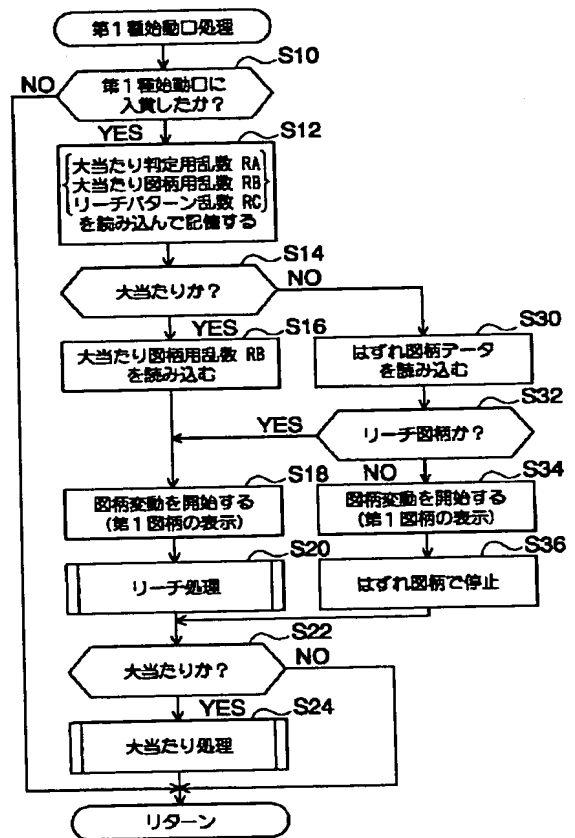 第1種始動口処理
S10
NO
第1種始動口に
入賞したか？
YES
S12
大当たり判定用乱数 RA
大当たり図柄用乱数 RB
リーチパターン乱数 RC
を読み込んで記憶する
S14
大当たりか？
NO
YES
S16
S30
大当たり図柄用乱数 RB
を読み込む
はずれ図柄データ
を読み込む
S32
YES
リーチ図柄か？
S18
NO
S34
図柄変動を開始する
(第1図柄の表示)
図柄変動を開始する
(第1図柄の表示)
S20
S36
リーチ処理
はずれ図柄で停止
S22
大当たりか？
NO
YES
S24
大当たり処理
リターン